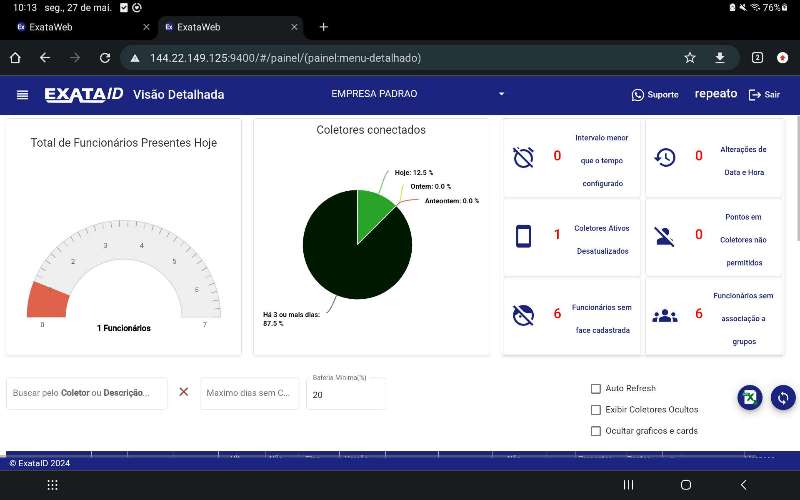 10:13 seg., 27 de mai.
76%
ExataWeb
ExataWeb
144.22.149.125:9400/#/painel/(painel:menu-detalhado)
2
EXATAID Visão Detalhada
EMPRESA PADRAO
Suporte
repeato
Sair
Total de Funcionários Presentes Hoje
0
2
3
4
5
6
7
1 Funcionários
Coletores conectados
Hoje: 12.5 %
Ontem: 0.0 %
Anteontem: 0.0 %
Há 3 ou mais dias:
87.5 %
0
Intervalo menor
que o tempo
configurado
0
Alterações de
Data e Hora
1
Coletores Ativos
Desatualizados
0
Pontos em
Coletores não
permitidos
6
Funcionários sem
face cadastrada
6
Funcionários sem
associação a
grupos
Buscar pelo Coletor ou Descrição...
Maximo dias sem C...
Bateria Mínima(%)
20
Auto Refresh
Exibir Coletores Ocultos
Ocultar graficos e cards
© ExataID 2024